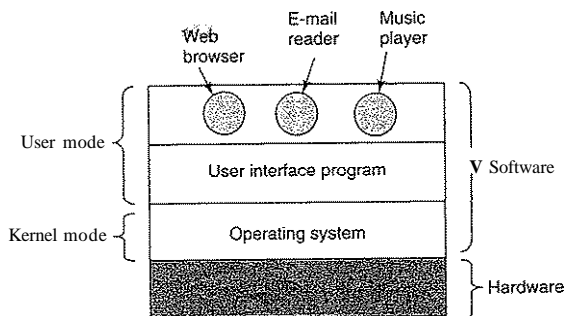 Web
browser
E-mail
reader
Music
player
User mode
User interface program
V Software
Kernel mode
Operating system
Hardware